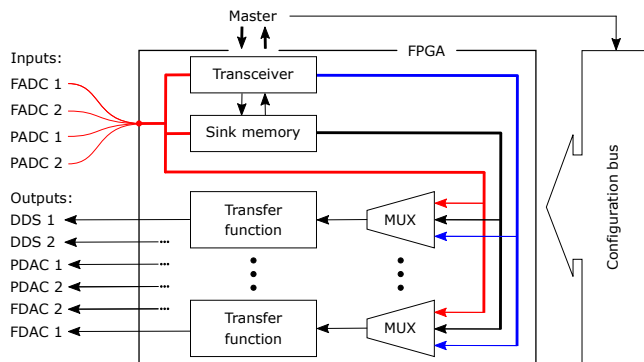 Master
FPGA
Inputs:
FADC 1
FADC 2
PADC 1
PADC 2
Transceiver
Sink memory
Outputs:
DDS 1
DDS 2
PDAC 1
PDAC 2
FDAC 2
FDAC 1
Transfer
function
MUX
Transfer
function
MUX
Configuration bus